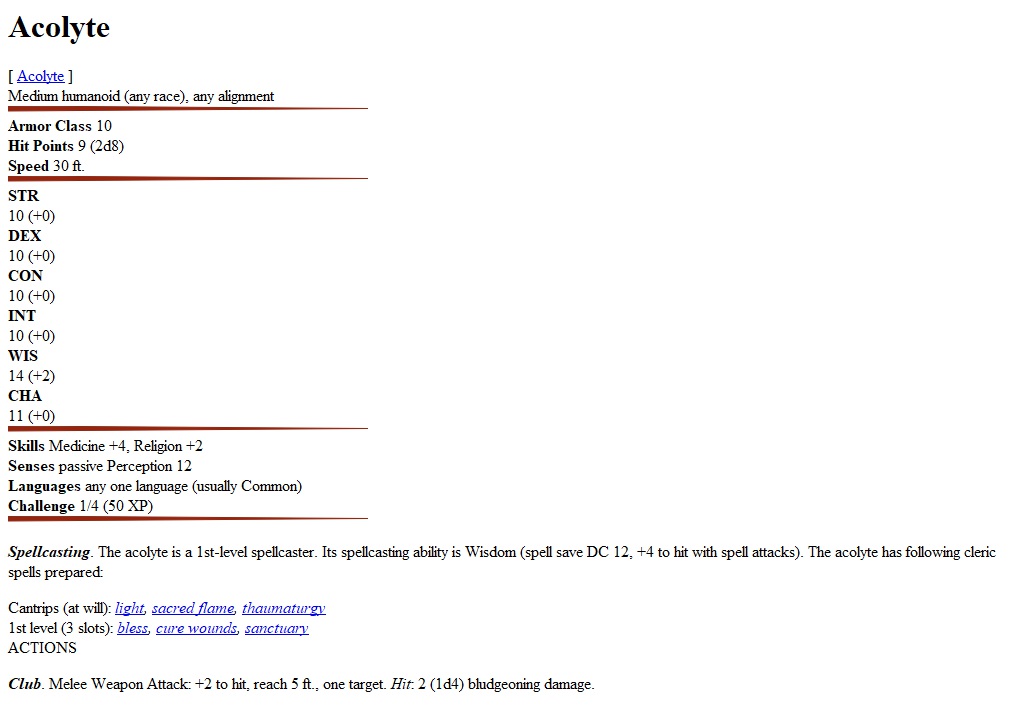 Acolyte
[ Acolyte ]
Medium humanoid (any race), any alignment
Armor Class 10
Hit Points 9 (2d8)
Speed 30 ft.
STR
10 (+0)
DEX
10 (+0)
CON
10 (+0)
INT
10 (+0)
WIS
14 (+2)
CHA
11 (+0)
Skills Medicine +4, Religion +2
Senses passive Perception 12
Languages any one language (usually Common)
Challenge 1/4 (50 XP)
Spellcasting. The acolyte is a 1st-level spellcaster. Its spellcasting ability is Wisdom (spell save DC 12, +4 to hit with spell attacks). The acolyte has following cleric
spells prepared:
Cantrips (at will): light, sacred flame, thaumaturgy
1st level (3 slots): bless, cure wounds, sanctuary
ACTIONS
Club. Melee Weapon Attack: +2 to hit, reach 5 ft., one target. Hit: 2 (1d4) bludgeoning damage.